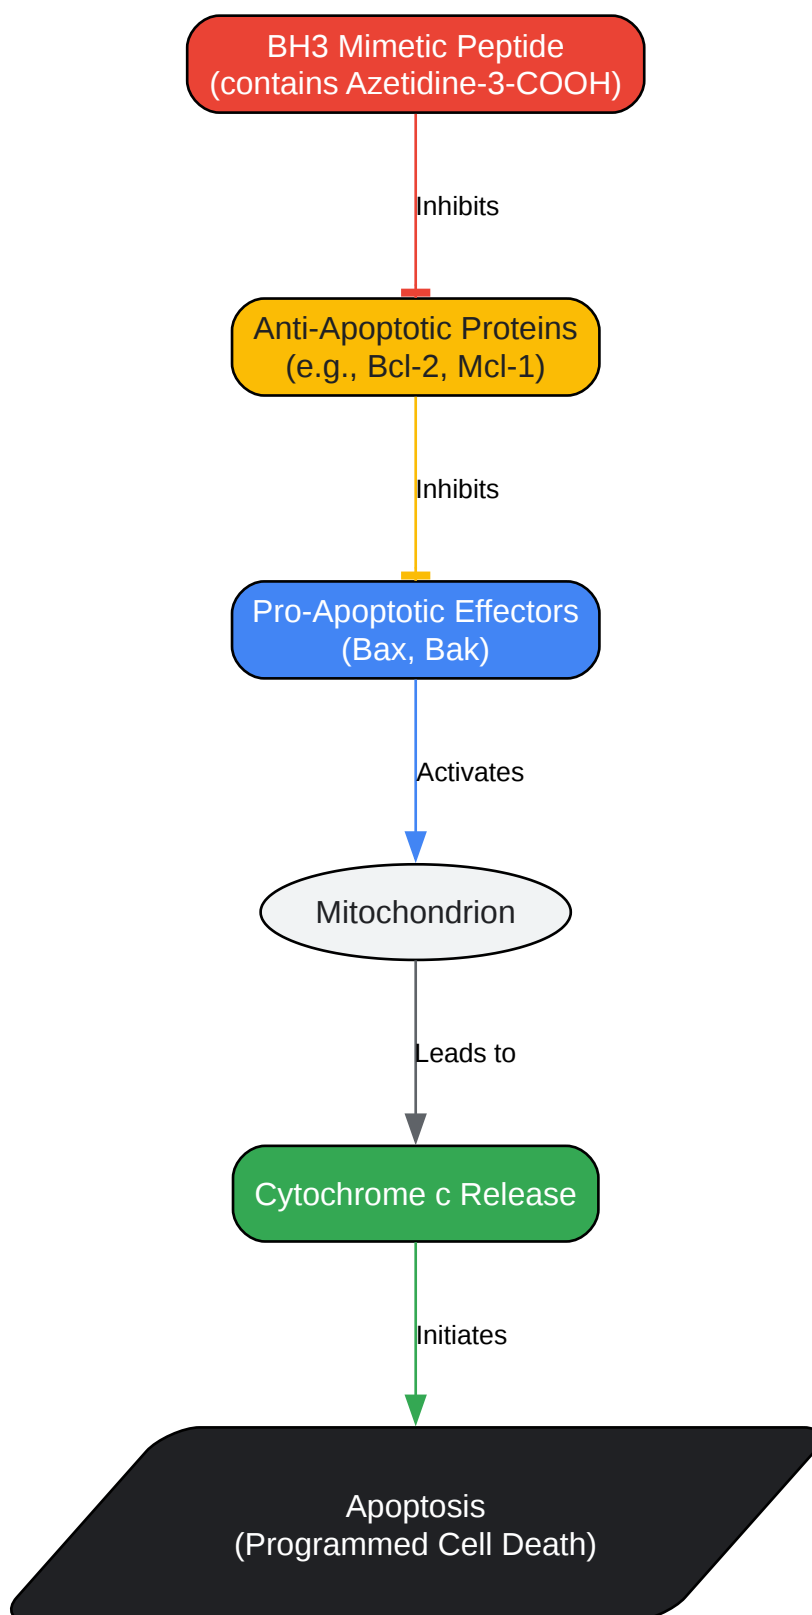 BH3 Mimetic Peptide
(contains Azetidine-3-COOH)
Inhibits
Anti-Apoptotic Proteins
(e.g., Bcl-2, Mcl-1)
Inhibits
Pro-Apoptotic Effectors
(Bax, Bak)
Activates
Mitochondrion
Leads to
Cytochrome c Release
Initiates
Apoptosis
(Programmed Cell Death)